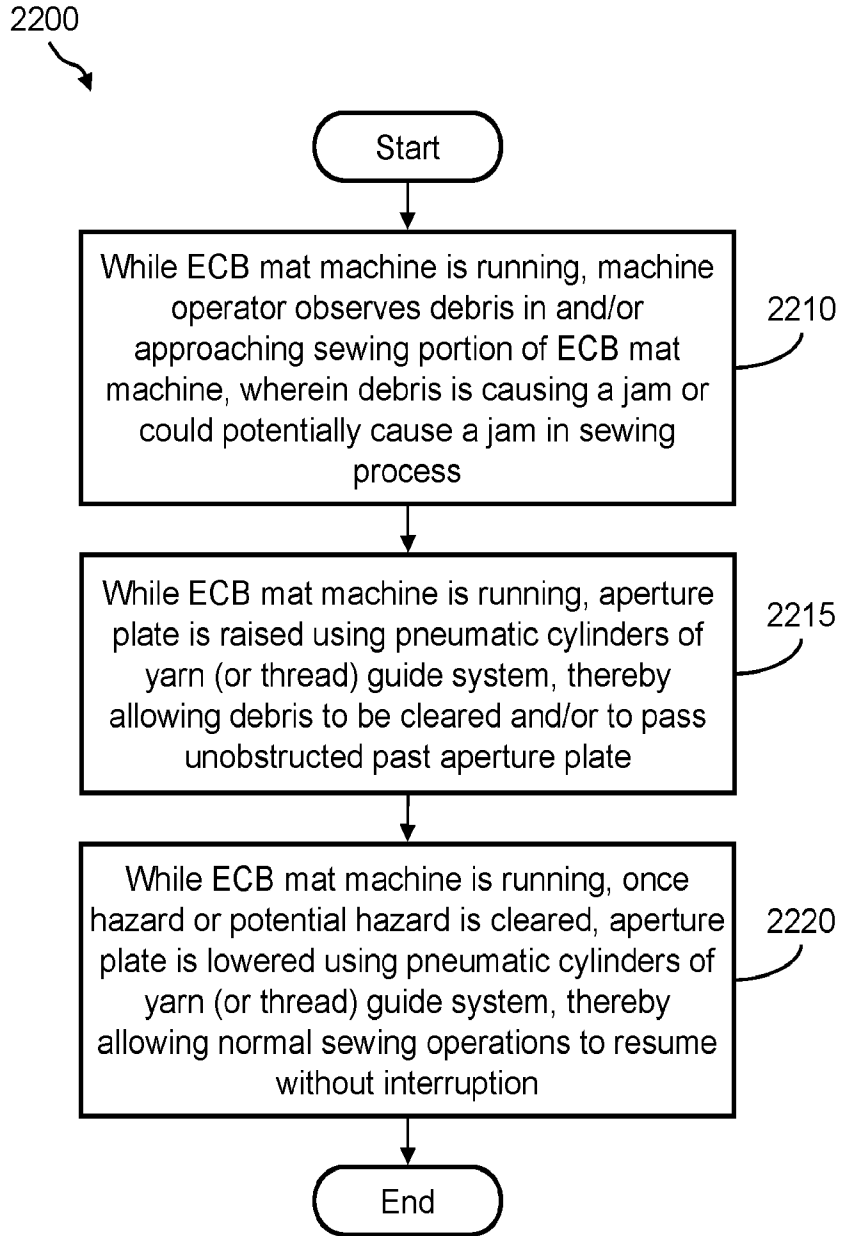 2200
Start
While ECB mat machine is running, machine
operator observes debris in and/or
approaching sewing portion of ECB mat
machine, wherein debris is causing a jam or
could potentially cause a jam in sewing
process
2210
While ECB mat machine is running, aperture
plate is raised using pneumatic cylinders of
yarn (or thread) guide system, thereby
allowing debris to be cleared and/or to pass
unobstructed past aperture plate
2215
While ECB mat machine is running, once
hazard or potential hazard is cleared, aperture
plate is lowered using pneumatic cylinders of
yarn (or thread) guide system, thereby
allowing normal sewing operations to resume
without interruption
2220
End